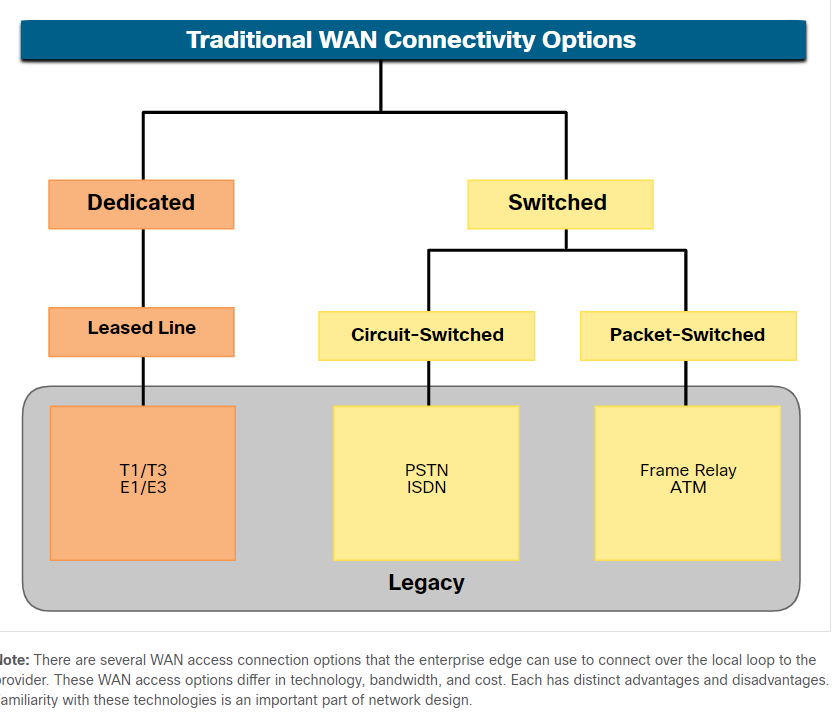 Traditional WAN Connectivity Options
Dedicated
Switched
Leased Line
Circuit-Switched
Packet-Switched
T1/T3
E1/E3
PSTN
ISDN
Frame Relay
ATM
Legacy
Note: There are several WAN access connection options that the enterprise edge can use to connect over the local loop to the
provider. These WAN access options differ in technology, bandwidth, and cost. Each has distinct advantages and disadvantages.
amiliarity with these technologies is an important part of network design.